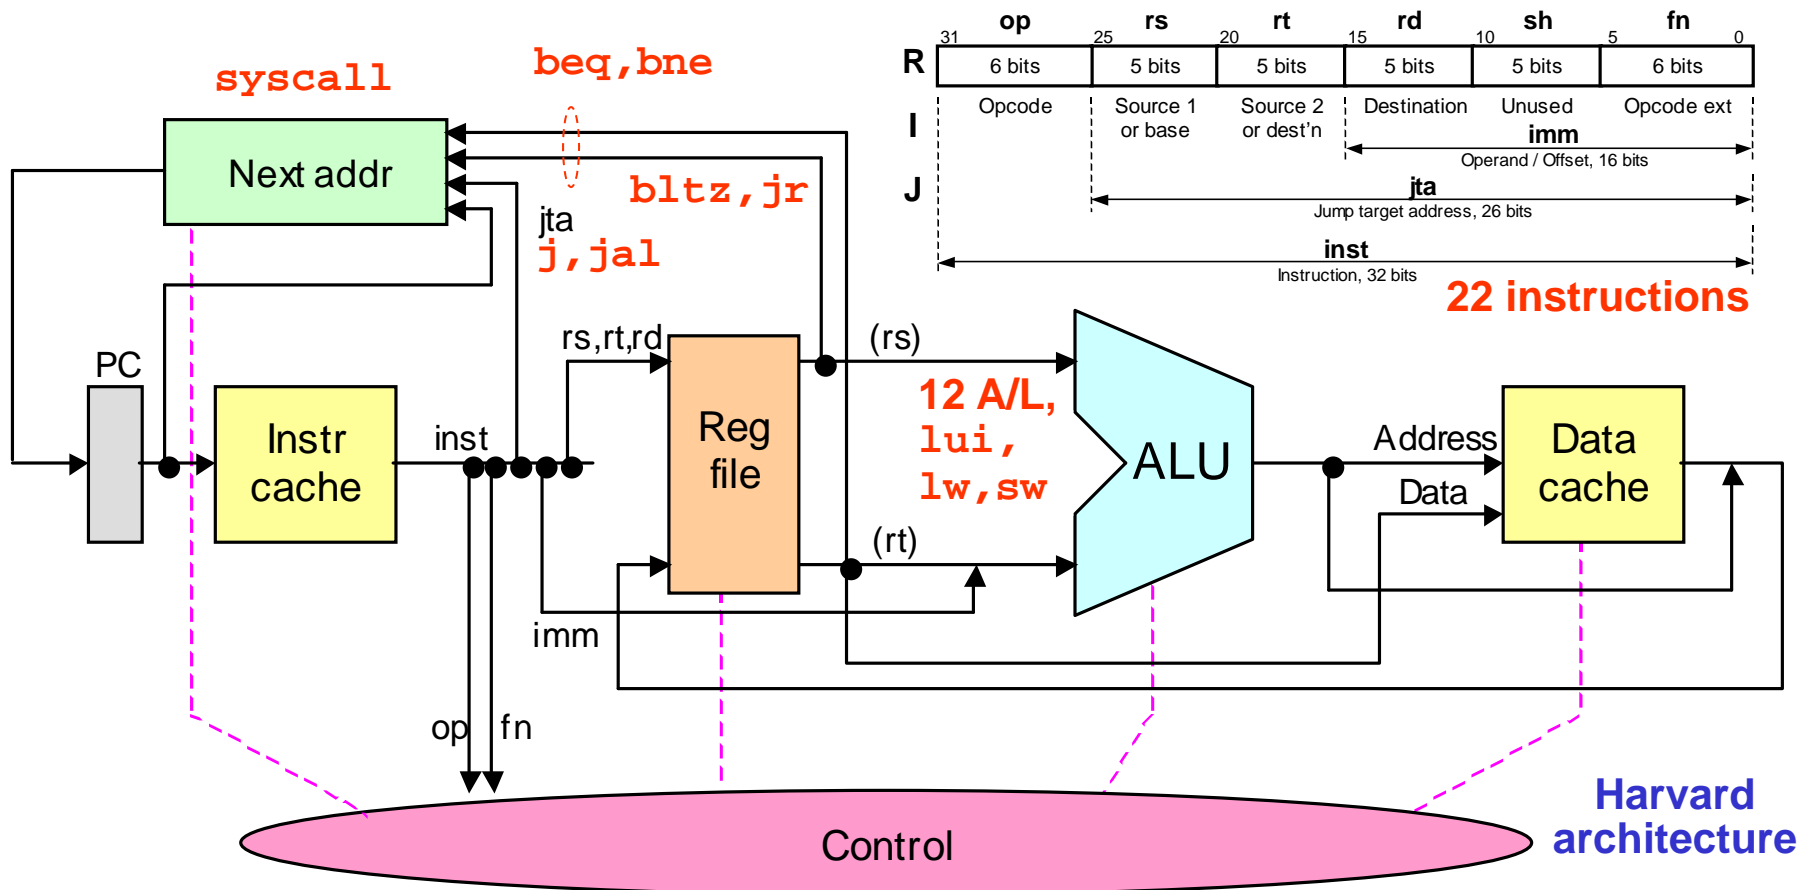 op rs rt rd sh fn
31 25 20 15 10 5 0
R 6 bits 5 bits 5 bits 5 bits 5 bits 6 bits
I Opcode Source 1 or base Source 2 or dest'n Destination Unused Opcode ext
imm
Operand / Offset, 16 bits
J jta
Jump target address, 26 bits
inst
Instruction, 32 bits
22 instructions
syscall
beq,bne
Next addr
bltz,jr
jta
j,jal
PC
Instr
cache
inst
rs,rt,rd
Reg
file
(rs)
12 A/L,
lui,
lw,sw
(rt)
imm
ALU
Address
Data
Data
cache
op fn
Control
Harvard
architecture